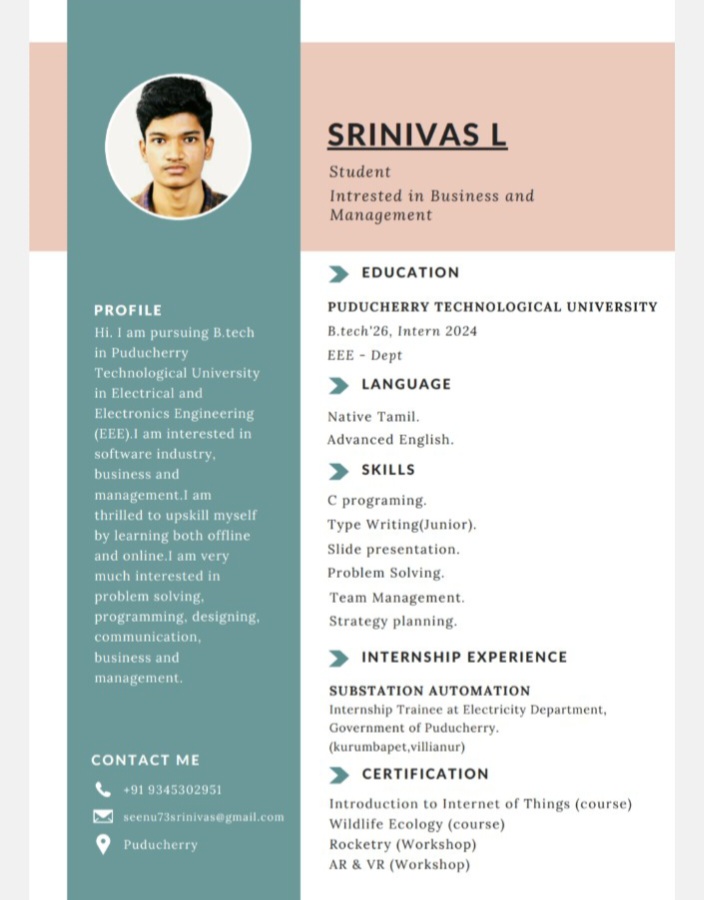 SRINIVAS L
Student
Intrested in Business and
Management
PROFILE
Hi. I am pursuing B.tech
in Puducherry
Technological University
in Electrical and
Electronics Engineering
(EEE).I am interested in
software industry,
business and
management.I am
thrilled to upskill myself
by learning both offline
and online.I am very
much interested in
problem solving,
programming, designing,
communication,
business and
management.
CONTACT ME
+91 9345302951
seenu73srinivas@gmail.com
Puducherry
EDUCATION
PUDUCHERRY TECHNOLOGICAL UNIVERSITY
B.tech'26, Intern 2024
EEE - Dept
LANGUAGE
Native Tamil.
Advanced English.
SKILLS
C programing.
Type Writing(Junior).
Slide presentation.
Problem Solving.
Team Management.
Strategy planning.
INTERNSHIP EXPERIENCE
SUBSTATION AUTOMATION
Internship Trainee at Electricity Department,
Government of Puducherry.
(kurumbapet,villianur)
CERTIFICATION
Introduction to Internet of Things (course)
Wildlife Ecology (course)
Rocketry (Workshop)
AR & VR (Workshop)